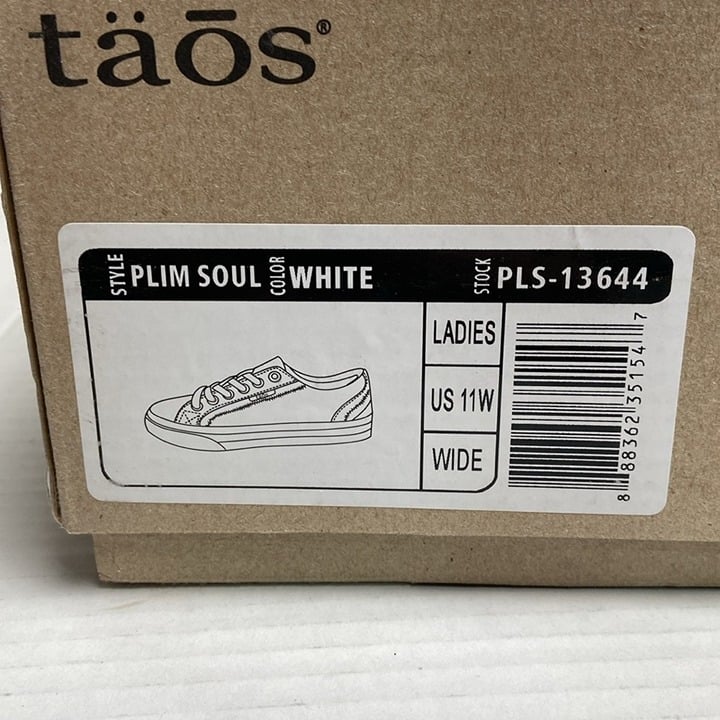 täōs®
STYLE PLIM SOUL COLOR WHITE STOCK PLS-13644
LADIES
US 11W
WIDE
8 88362 35154 7